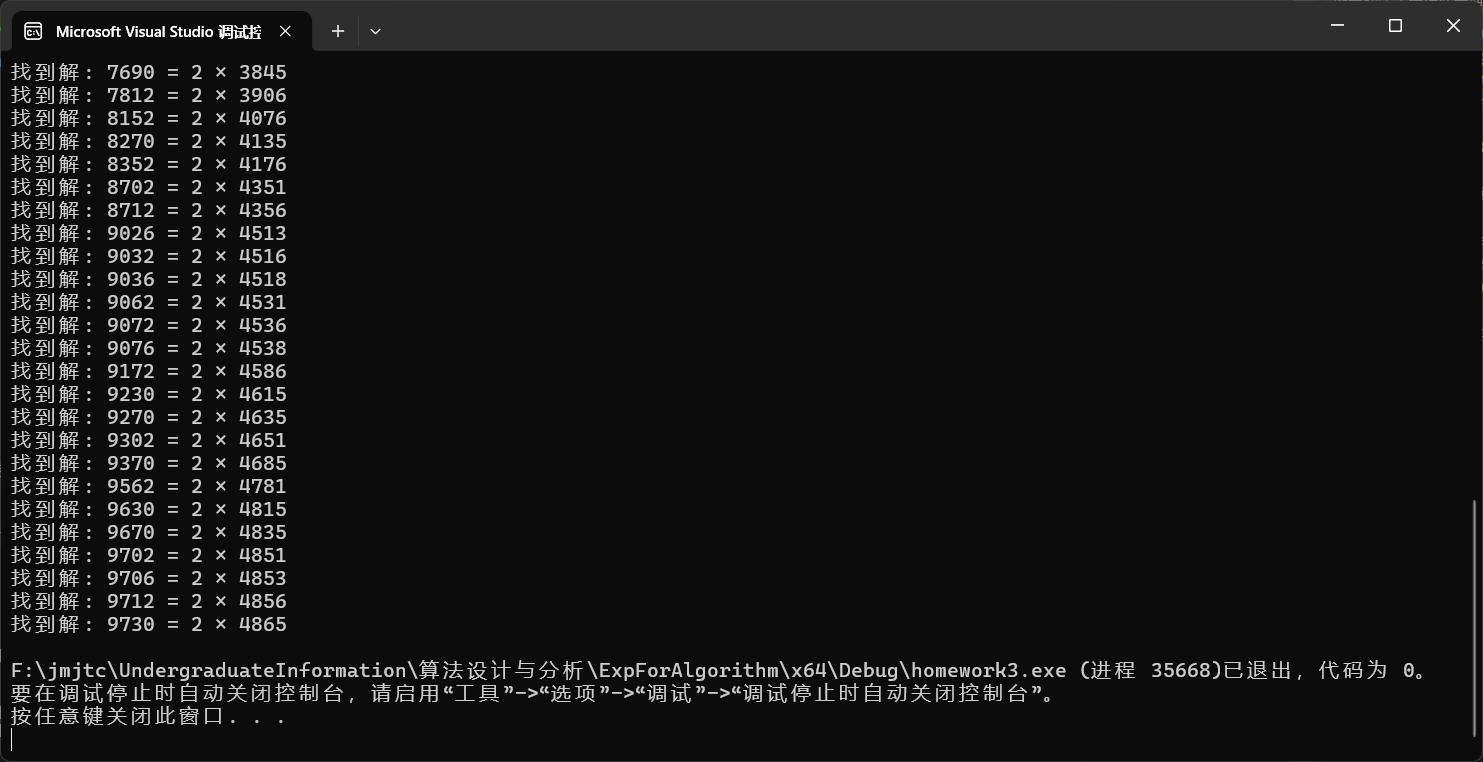 Microsoft Visual Studio 调试控
找到解: 7690 = 2 × 3845
找到解: 7812 = 2 × 3906
找到解: 8152 = 2 × 4076
找到解: 8270 = 2 × 4135
找到解: 8352 = 2 × 4176
找到解: 8702 = 2 × 4351
找到解: 8712 = 2 × 4356
找到解: 9026 = 2 × 4513
找到解: 9032 = 2 × 4516
找到解: 9036 = 2 × 4518
找到解: 9062 = 2 × 4531
找到解: 9072 = 2 × 4536
找到解: 9076 = 2 × 4538
找到解: 9172 = 2 × 4586
找到解: 9230 = 2 × 4615
找到解: 9270 = 2 × 4635
找到解: 9302 = 2 × 4651
找到解: 9370 = 2 × 4685
找到解: 9562 = 2 × 4781
找到解: 9630 = 2 × 4815
找到解: 9670 = 2 × 4835
找到解: 9702 = 2 × 4851
找到解: 9706 = 2 × 4853
找到解: 9712 = 2 × 4856
找到解: 9730 = 2 × 4865
F:\jmjtc\UndergraduateInformation\算法设计与分析\ExpForAlgorithm\x64\Debug\homework3.exe (进程 35668)已退出，代码为 0。
要在调试停止时自动关闭控制台，请启用“工具”->“选项”->“调试”->“调试停止时自动关闭控制台”。
按任意键关闭此窗口. . .